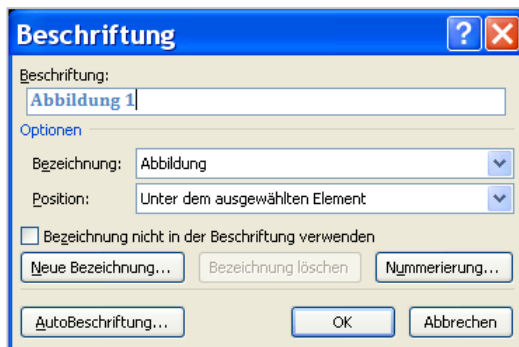 Beschriftung
Beschriftung:
Abbildung 1
Optionen
Bezeichnung: Abbildung
Position: Unter dem ausgewählten Element
Bezeichnung nicht in der Beschriftung verwenden
Neue Bezeichnung... Bezeichnung löschen Nummerierung...
AutoBeschriftung... OK Abbrechen